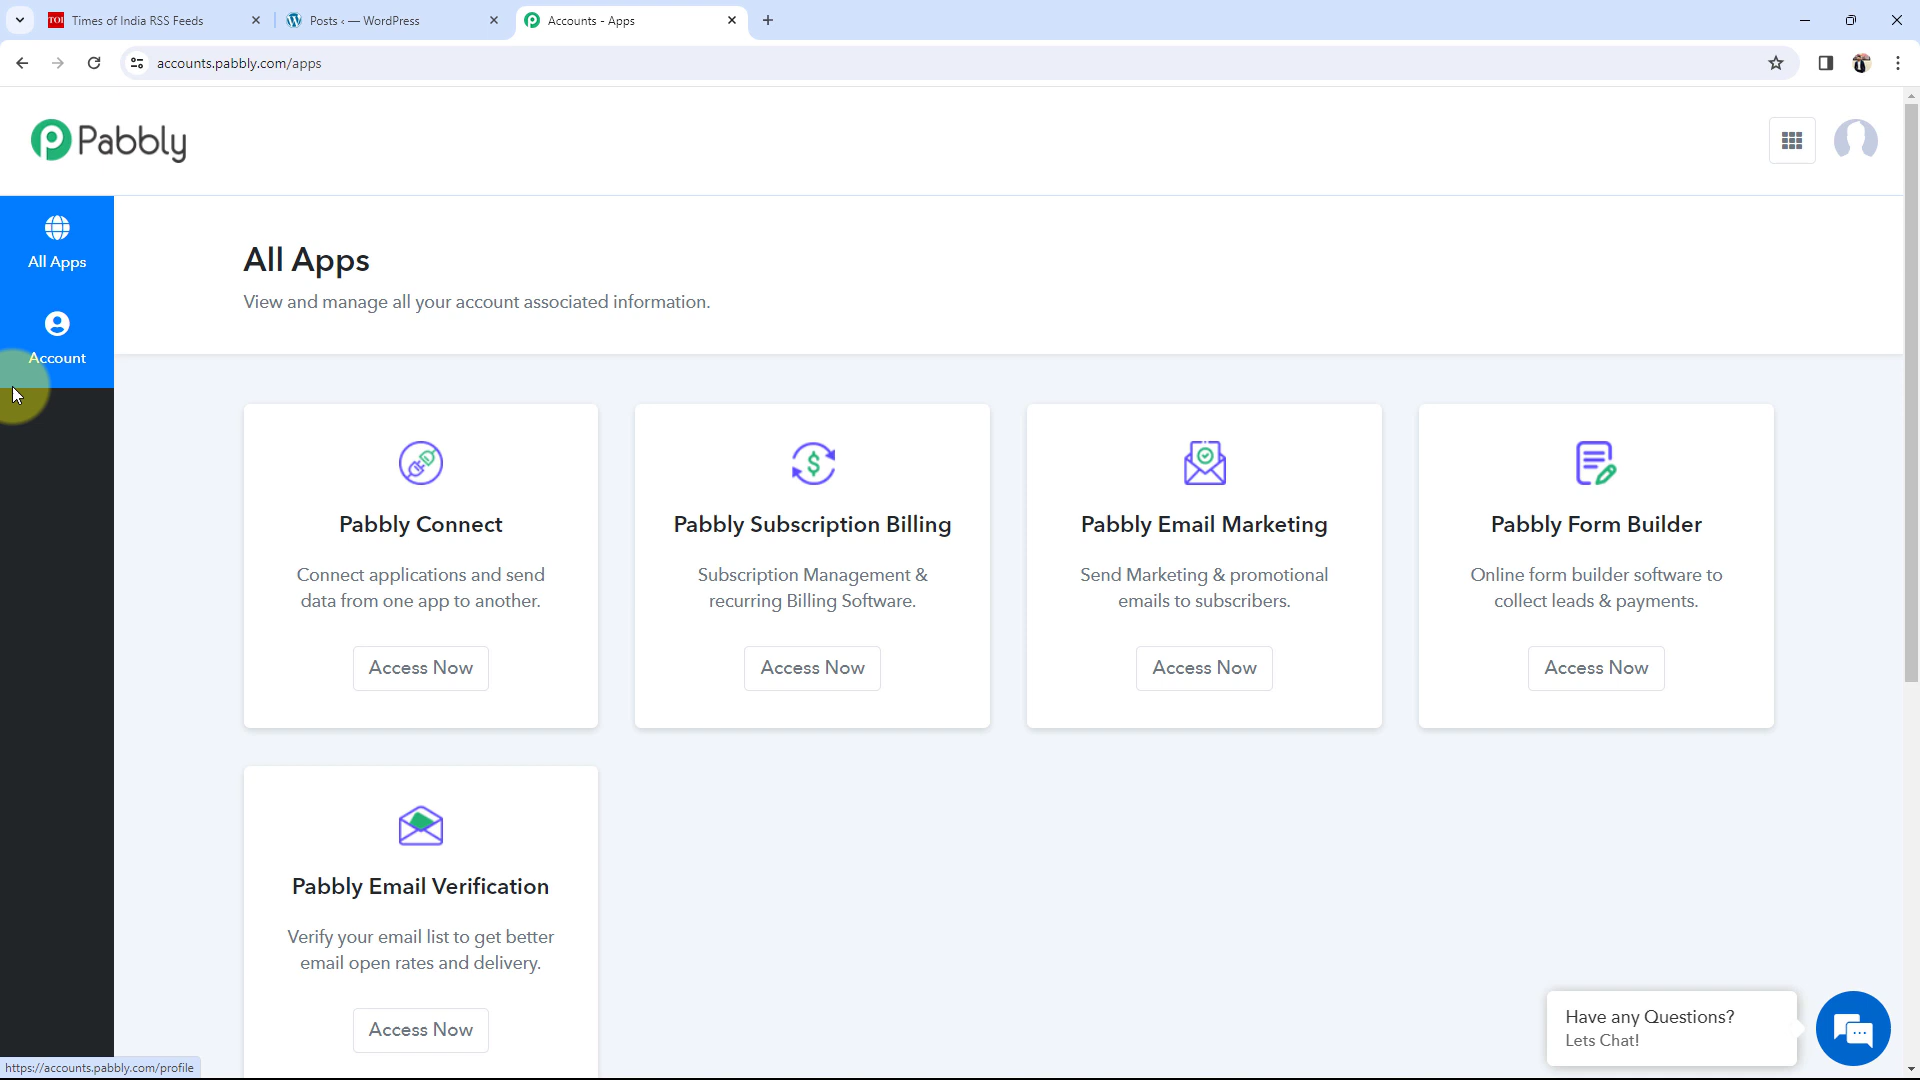 TOI Times of India RSS Feeds
Posts ‹ — WordPress
Accounts - Apps
accounts.pabbly.com/apps
Pabbly
All Apps
Account
All Apps
View and manage all your account associated information.
Pabbly Connect
Connect applications and send
data from one app to another.
Access Now
Pabbly Subscription Billing
Subscription Management &
recurring Billing Software.
Access Now
Pabbly Email Marketing
Send Marketing & promotional
emails to subscribers.
Access Now
Pabbly Form Builder
Online form builder software to
collect leads & payments.
Access Now
Pabbly Email Verification
Verify your email list to get better
email open rates and delivery.
Access Now
Have any Questions?
Lets Chat!
https://accounts.pabbly.com/profile